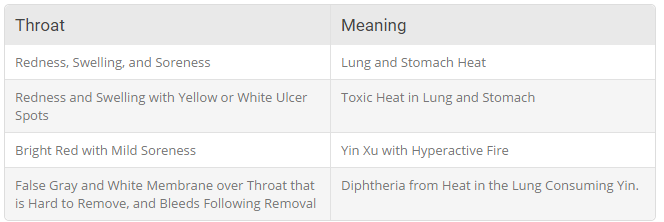 Throat Meaning
Redness, Swelling, and Soreness Lung and Stomach Heat
Redness and Swelling with Yellow or White Ulcer Toxic Heat in Lung and Stomach
Spots
Bright Red with Mild Soreness Yin Xu with Hyperactive Fire
False Gray and White Membrane over Throat that Diphtheria from Heat in the Lung Consuming Yin.
is Hard to Remove, and Bleeds Following Removal